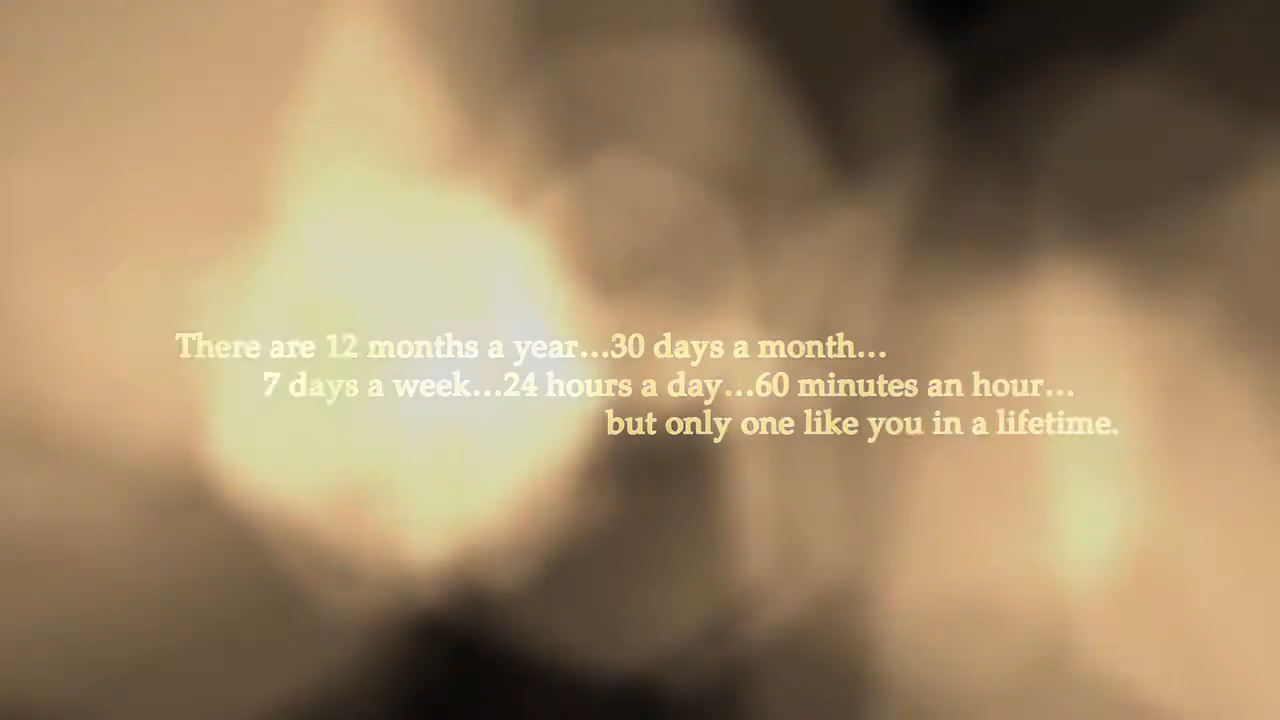 There are 12 months a year...30 days a month...
7 days a week...24 hours a day...60 minutes an hour...
but only one like you in a lifetime.